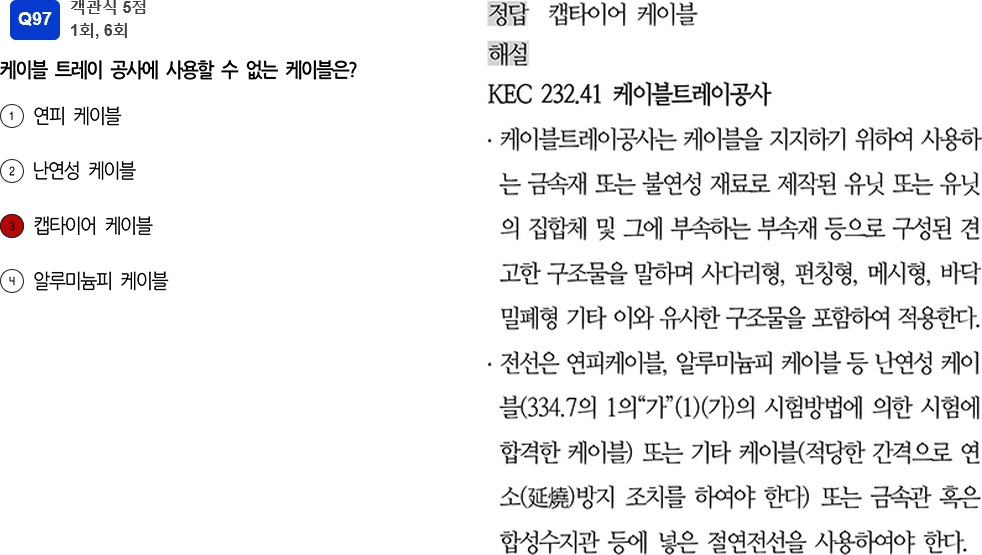 Q97
객관식 5점
1회, 6회
케이블 트레이 공사에 사용할 수 없는 케이블은?
1 연피 케이블
2 난연성 케이블
3 캡타이어 케이블
4 알루미늄피 케이블
정답 캡타이어 케이블
해설
KEC 232.41 케이블트레이공사
· 케이블트레이공사는 케이블을 지지하기 위하여 사용하
는 금속재 또는 불연성 재료로 제작된 유닛 또는 유닛
의 집합체 및 그에 부속하는 부속재 등으로 구성된 견
고한 구조물을 말하며 사다리형, 펀칭형, 메시형, 바닥
밀폐형 기타 이와 유사한 구조물을 포함하여 적용한다.
· 전선은 연피케이블, 알루미늄피 케이블 등 난연성 케이
블(334.7의 1의“가”(1)(가)의 시험방법에 의한 시험에
합격한 케이블) 또는 기타 케이블(적당한 간격으로 연
소(延燒)방지 조치를 하여야 한다) 또는 금속관 혹은
합성수지관 등에 넣은 절연전선을 사용하여야 한다.